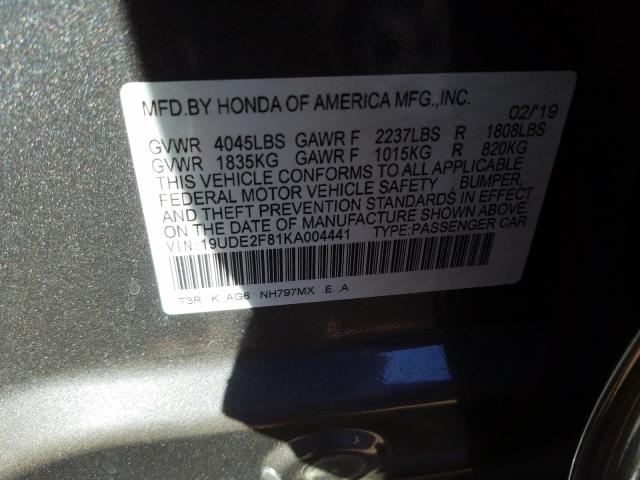 MFD.BY HONDA OF AMERICA MFG.,INC. 02/'19
GVWR 4045LBS GAWR F 2237LBS R 1808LBS
GVWR 1835KG GAWR F 1015KG R 820KG
THIS VEHICLE CONFORMS TO ALL APPLICABLE
FEDERAL MOTOR VEHICLE SAFETY , BUMPER,
AND THEFT PREVENTION STANDARDS IN EFFECT
ON THE DATE OF MANUFACTURE SHOWN ABOVE.
VIN:19UDE2F81KA004441 TYPE:PASSENGER CAR
T3R K AG6 NH797MX .E .A